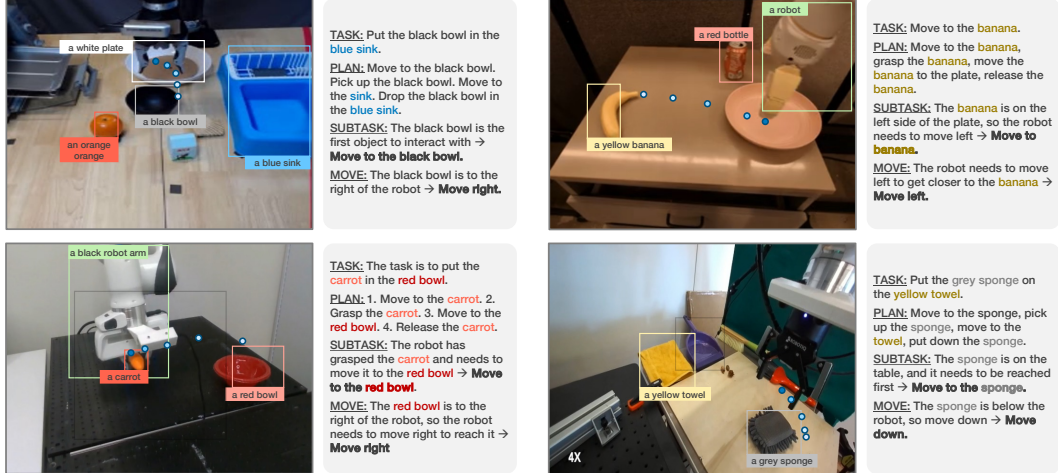 a white plate
a black bowl
an orange
orange
a blue sink
TASK: Put the black bowl in the
blue sink.
PLAN: Move to the black bowl.
Pick up the black bowl. Move to
the sink. Drop the black bowl in
the blue sink.
SUBTASK: The black bowl is the
first object to interact with →
Move to the black bowl.
MOVE: The black bowl is to the
right of the robot → Move right.
a robot
a red bottle
a yellow banana
TASK: Move to the banana.
PLAN: Move to the banana,
grasp the banana, move the
banana to the plate, release the
banana.
SUBTASK: The banana is on the
left side of the plate, so the robot
needs to move left → Move to
banana.
MOVE: The robot needs to move
left to get closer to the banana →
Move left.
a black robot arm
a carrot
a red bowl
TASK: The task is to put the
carrot in the red bowl.
PLAN: 1. Move to the carrot. 2.
Grasp the carrot. 3. Move to the
red bowl. 4. Release the carrot.
SUBTASK: The robot has
grasped the carrot and needs to
move it to the red bowl → Move
to the red bowl.
MOVE: The red bowl is to the
right of the robot, so the robot
needs to move right to reach it →
Move right
a yellow towel
a grey sponge
4X
TASK: Put the grey sponge on
the yellow towel.
PLAN: Move to the sponge, pick
up the sponge, move to the
towel, put down the sponge.
SUBTASK: The sponge is on the
table, and it needs to be reached
first → Move to the sponge.
MOVE: The sponge is below the
robot, so move down → Move
down.